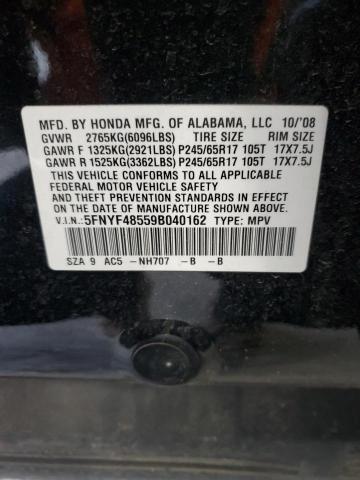 MFD. BY HONDA MFG. OF ALABAMA, LLC 10/'08
GVWR 2765KG(6096LBS) TIRE SIZE RIM SIZE
GAWR F 1325KG(2921LBS) P245/65R17 105T 17X7.5J
GAWR R 1525KG(3362LBS) P245/65R17 105T 17X7.5J
THIS VEHICLE CONFORMS TO ALL APPLICABLE
FEDERAL MOTOR VEHICLE SAFETY
AND THEFT PREVENTION STANDARDS IN EFFECT ON
THE DATE OF MANUFACTURE SHOWN ABOVE.
V.I.N.: 5FNYF48559B040162 TYPE: MPV
SZA 9 AC5 -NH707 -B -B